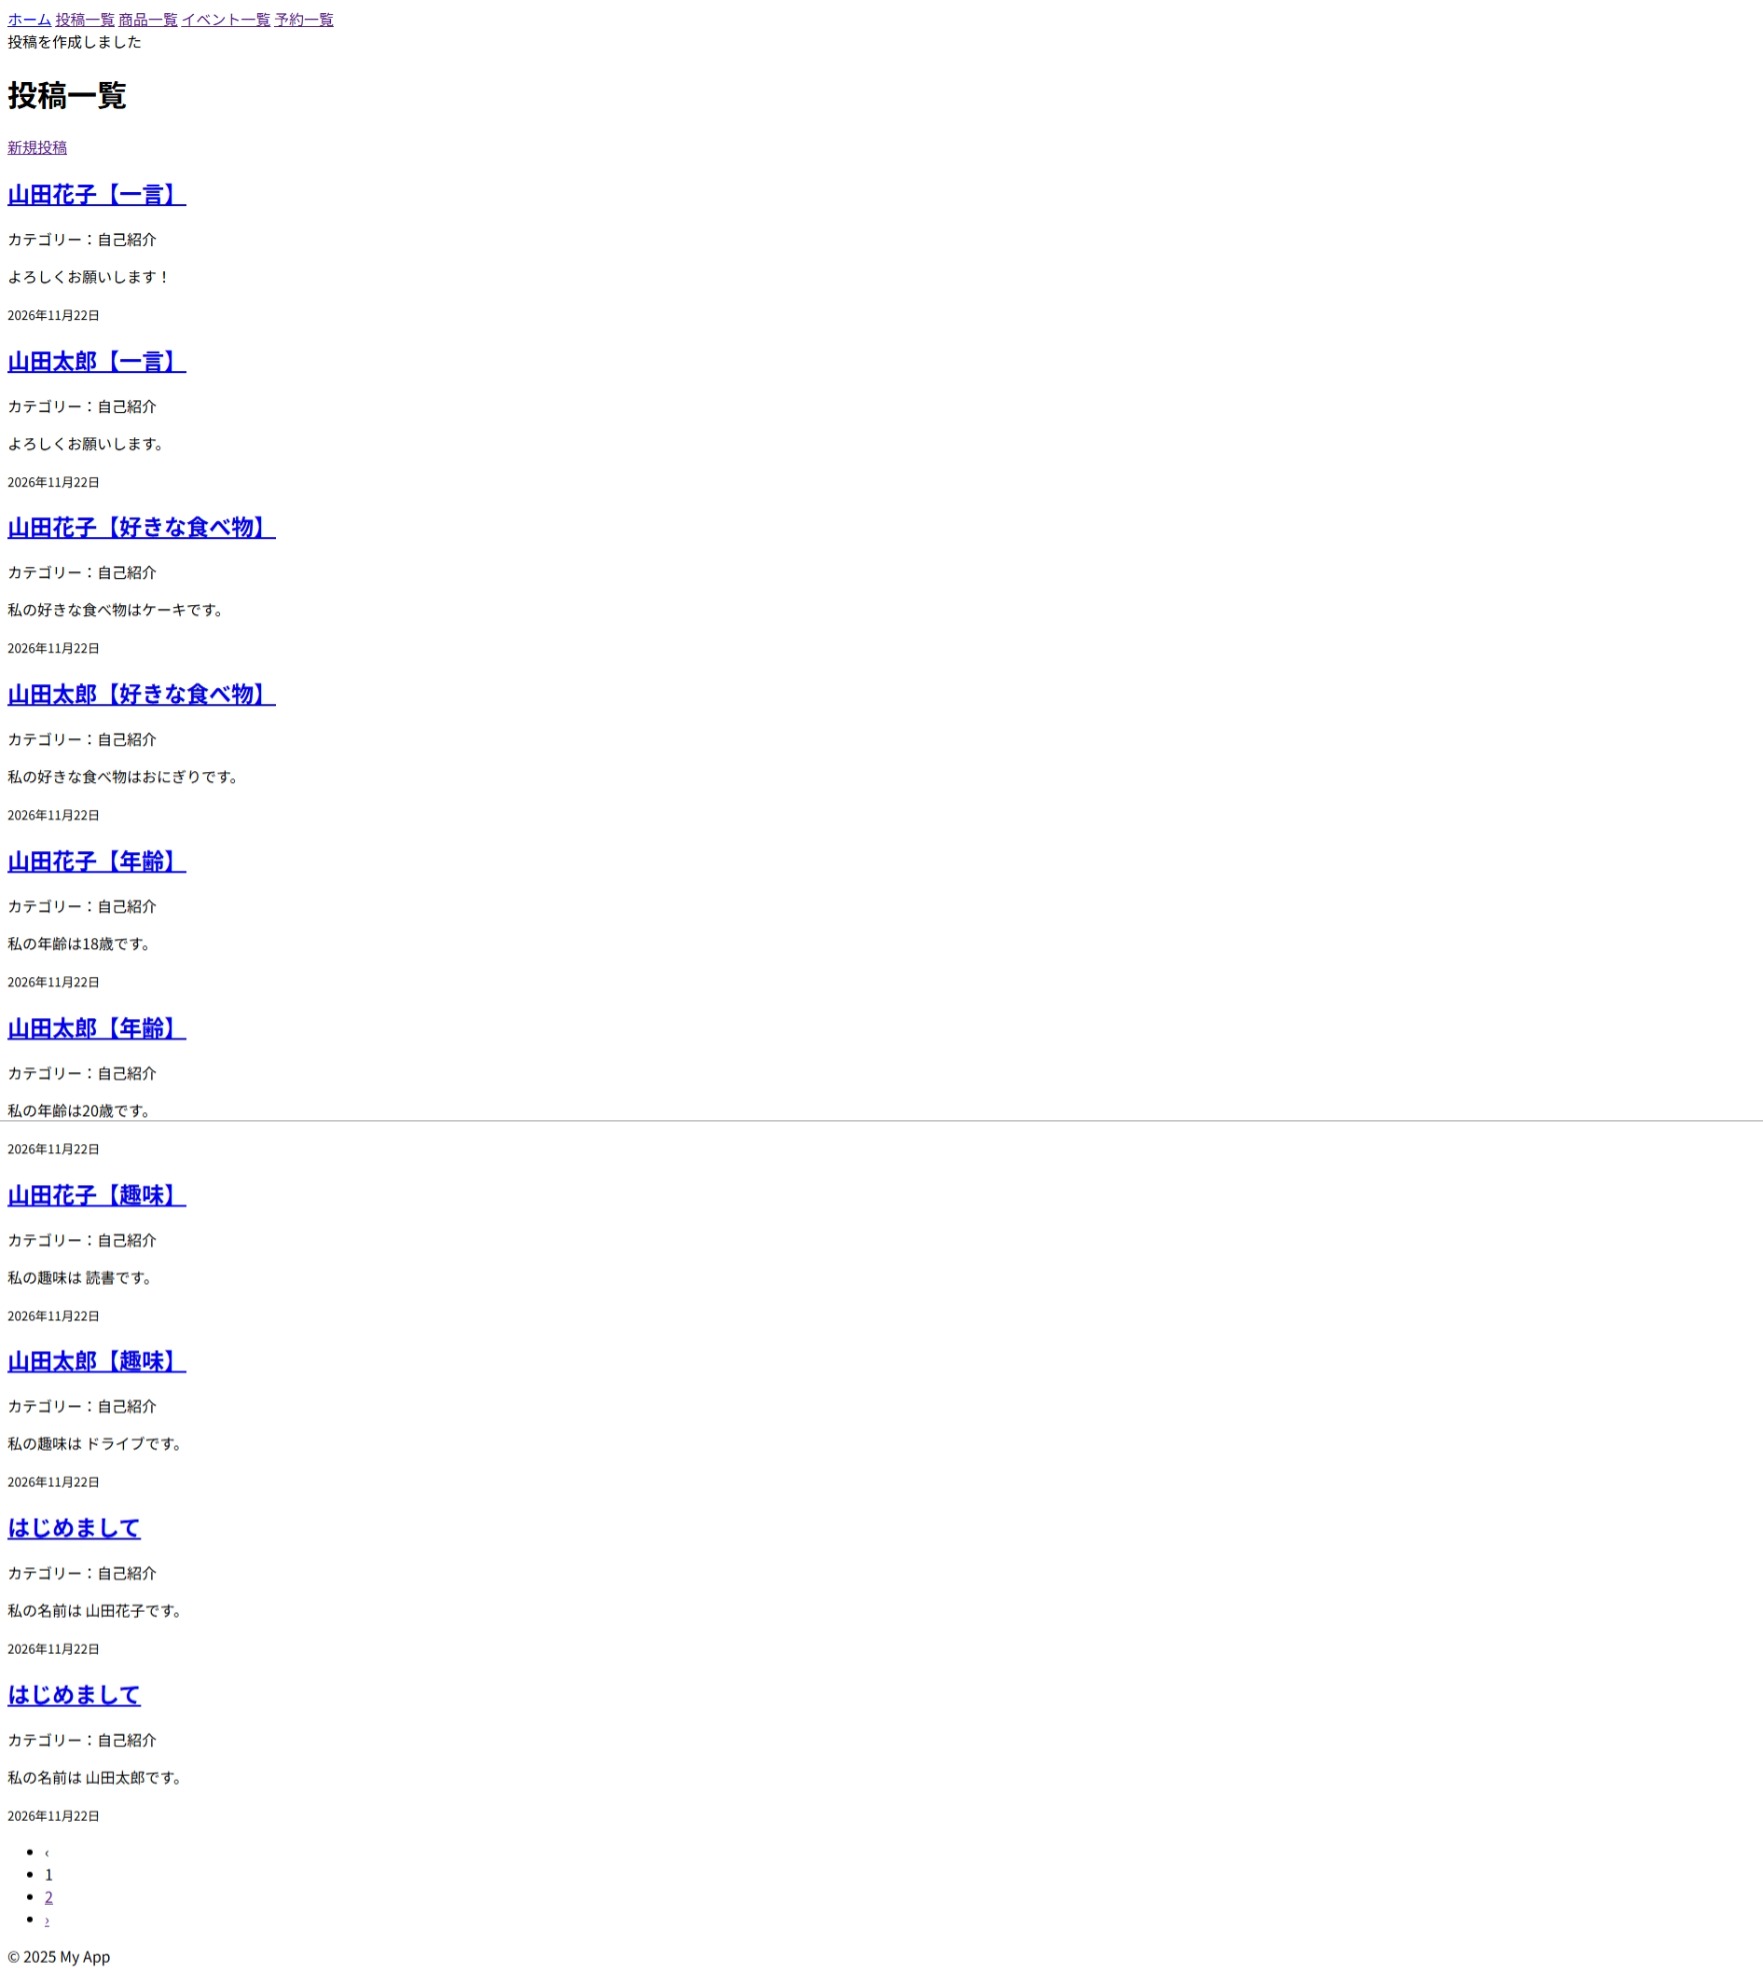 ホーム 投稿一覧 商品一覧 イベント一覧 予約一覧
投稿を作成しました
投稿一覧
新規投稿
山田花子【一言】
カテゴリー：自己紹介
よろしくお願いします！
2026年11月22日
山田太郎【一言】
カテゴリー：自己紹介
よろしくお願いします。
2026年11月22日
山田花子【好きな食べ物】
カテゴリー：自己紹介
私の好きな食べ物はケーキです。
2026年11月22日
山田太郎【好きな食べ物】
カテゴリー：自己紹介
私の好きな食べ物はおにぎりです。
2026年11月22日
山田花子【年齢】
カテゴリー：自己紹介
私の年齢は18歳です。
2026年11月22日
山田太郎【年齢】
カテゴリー：自己紹介
私の年齢は20歳です。
2026年11月22日
山田花子【趣味】
カテゴリー：自己紹介
私の趣味は 読書です。
2026年11月22日
山田太郎【趣味】
カテゴリー：自己紹介
私の趣味は ドライブです。
2026年11月22日
はじめまして
カテゴリー：自己紹介
私の名前は 山田花子です。
2026年11月22日
はじめまして
カテゴリー：自己紹介
私の名前は 山田太郎です。
2026年11月22日
‹
1
2
›
© 2025 My App